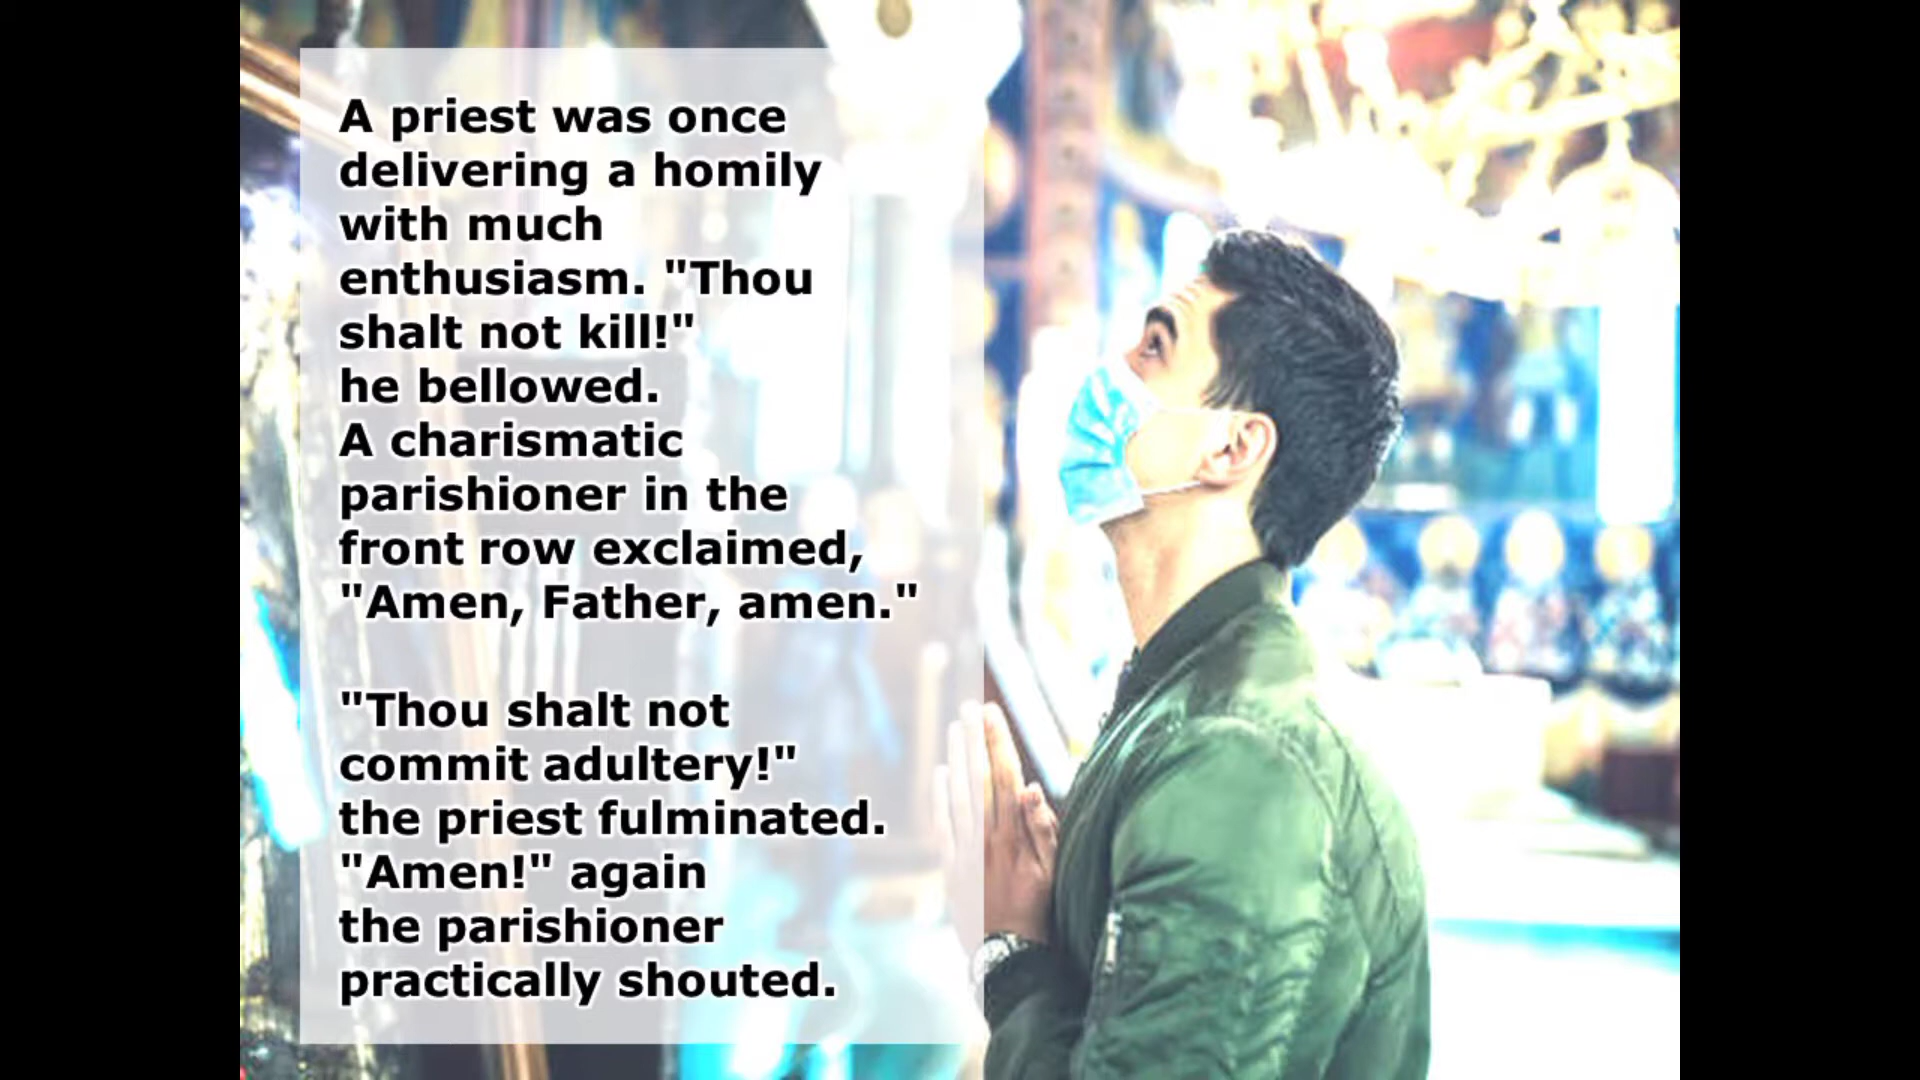 A priest was once
delivering a homily
with much
enthusiasm. "Thou
shalt not kill!"
he bellowed.
A charismatic
parishioner in the
front row exclaimed,
"Amen, Father, amen."
"Thou shalt not
commit adultery!"
the priest fulminated.
"Amen!" again
the parishioner
practically shouted.